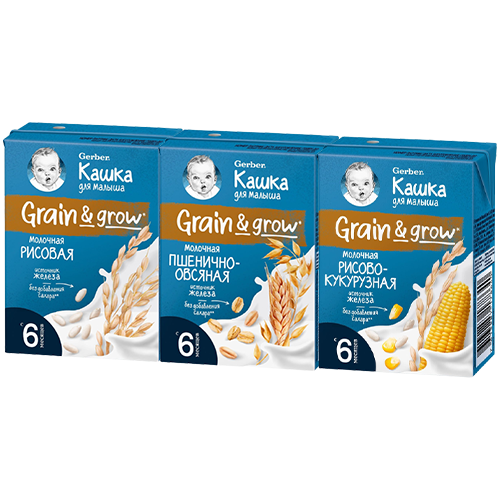 Gerber.
Кашка
для малыша
Grain & grow*
МОЛОЧНАЯ
РИСОВАЯ
источник
железа
без добавления
сахара**
с 6 месяцев
Gerber.
Кашка
для малыша
Grain & grow*
МОЛОЧНАЯ
ПШЕНИЧНО-
ОВСЯНАЯ
источник
железа
без добавления
сахара**
с 6 месяцев
Gerber.
Кашка
для малыша
Grain & grow*
МОЛОЧНАЯ
РИСОВО-
КУКУРУЗНАЯ
источник
железа
без добавления
сахара**
с 6 месяцев